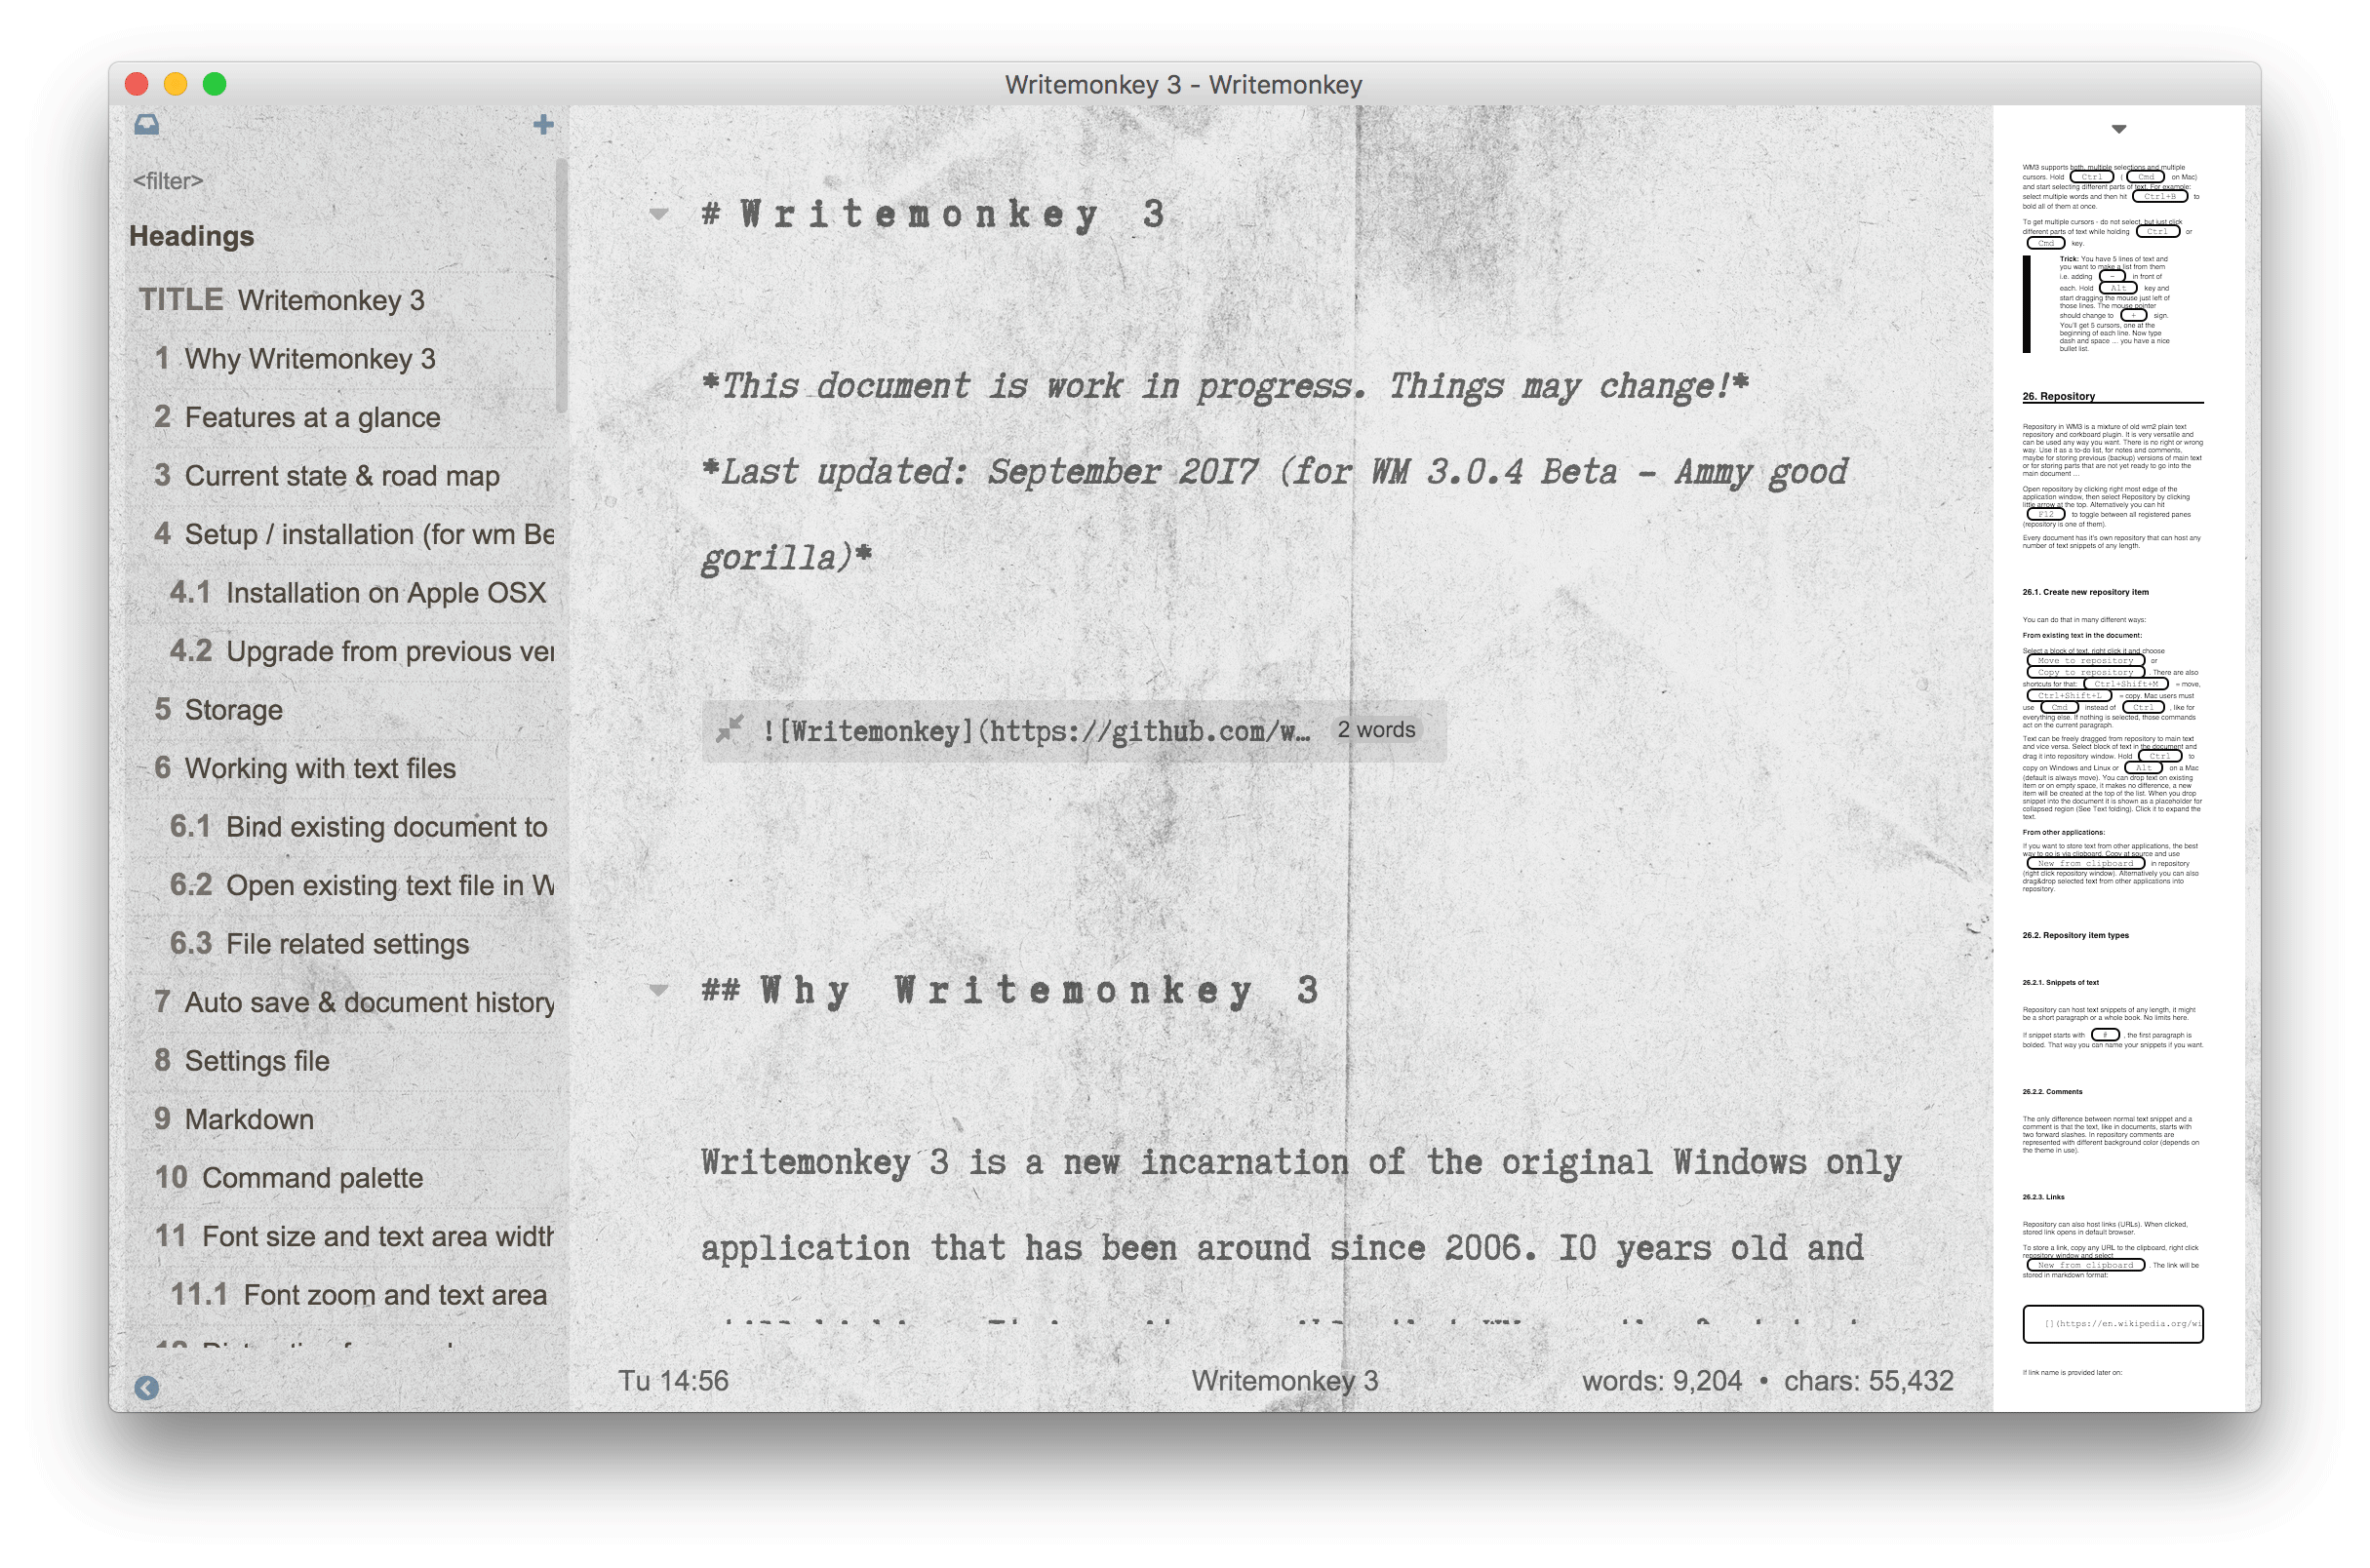 Writemonkey 3 - Writemonkey
<filter>
Headings
TITLE Writemonkey 3
1 Why Writemonkey 3
2 Features at a glance
3 Current state & road map
4 Setup / installation (for wm Be
4.1 Installation on Apple OSX
4.2 Upgrade from previous ver
5 Storage
6 Working with text files
6.1 Bind existing document to
6.2 Open existing text file in W
6.3 File related settings
7 Auto save & document history
8 Settings file
9 Markdown
10 Command palette
11 Font size and text area width
11.1 Font zoom and text area
# Writemonkey 3
*This document is work in progress. Things may change!*
*Last updated: September 2017 (for WM 3.0.4 Beta - Ammy good
gorilla)*
![Writemonkey](https://github.com/w… 2 words
## Why Writemonkey 3
Writemonkey 3 is a new incarnation of the original Windows only
application that has been around since 2006. 10 years old and
Tu 14:56
Writemonkey 3
words: 9,204 • chars: 55,432
WM3 supports both, multiple selections and multiple
cursors. Hold Ctrl ( Cmd on Mac)
and start selecting different parts of text. For example:
select multiple words and then hit Ctrl+B to
bold all of them at once.
To get multiple cursors - do not select, but just click
different parts of text while holding Ctrl or
Cmd key.
Trick: You have 5 lines of text and
you want to make a list from them
i.e. adding - in front of
each. Hold Alt key and
start dragging the mouse just left of
those lines. The mouse pointer
should change to + sign.
You'll get 5 cursors, one at the
beginning of each line. Now type
dash and space ... you have a nice
bullet list.
26. Repository
Repository in WM3 is a mixture of old wm2 plain text
repository and corkboard plugin. It is very versatile and
can be used any way you want. There is no right or wrong
way. Use it as a to-do list, for notes and comments,
maybe for storing previous (backup) versions of main text
or for storing parts that are not yet ready to go into the
main document ...
Open repository by clicking right most edge of the
application window, then select Repository by clicking
little arrow at the top. Alternatively you can hit
F12 to toggle between all registered panes
(repository is one of them).
Every document has it's own repository that can host any
number of text snippets of any length.
26.1. Create new repository item
You can do that in many different ways:
From existing text in the document:
Select a block of text, right click it and choose
Move to repository or
Copy to repository . There are also
shortcuts for that: Ctrl+Shift+M = move,
Ctrl+Shift+L = copy. Mac users must
use Cmd instead of Ctrl , like for
everything else. If nothing is selected, those commands
act on the current paragraph.
Text can be freely dragged from repository to main text
and vice versa. Select block of text in the document and
drag it into repository window. Hold Ctrl to
copy on Windows and Linux or Alt on a Mac
(default is always move). You can drop text on existing
item or on empty space, it makes no difference, a new
item will be created at the top of the list. When you drop
snippet into the document it is shown as a placeholder for
collapsed region (See Text folding). Click it to expand the
text.
From other applications:
If you want to store text from other applications, the best
way to go is via clipboard. Copy at source and use
New from clipboard in repository
(right click repository window). Alternatively you can also
drag&drop selected text from other applications into
repository.
26.2. Repository item types
26.2.1. Snippets of text
Repository can host text snippets of any length, it might
be a short paragraph or a whole book. No limits here.
If snippet starts with # , the first paragraph is
bolded. That way you can name your snippets if you want.
26.2.2. Comments
The only difference between normal text snippet and a
comment is that the text, like in documents, starts with
two forward slashes. In repository comments are
represented with different background color (depends on
the theme in use).
26.2.3. Links
Repository can also host links (URLs). When clicked,
stored link opens in default browser.
To store a link, copy any URL to the clipboard, right click
repository window and select
New from clipboard . The link will be
stored in markdown format:
[](https://en.wikipedia.org/wi
If link name is provided later on: